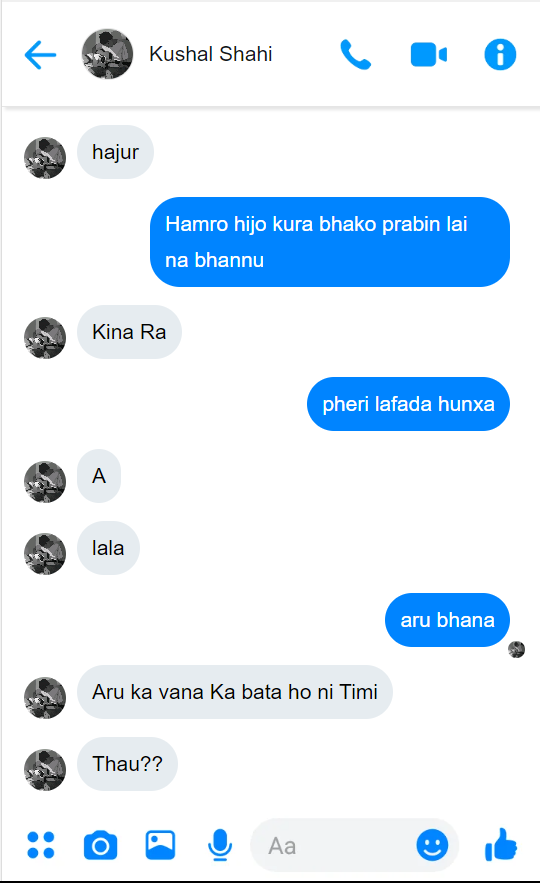 Kushal Shahi
hajur
Hamro hijo kura bhako prabin lai
na bhannu
Kina Ra
pheri lafada hunxa
A
lala
aru bhana
Aru ka vana Ka bata ho ni Timi
Thau??
Aa